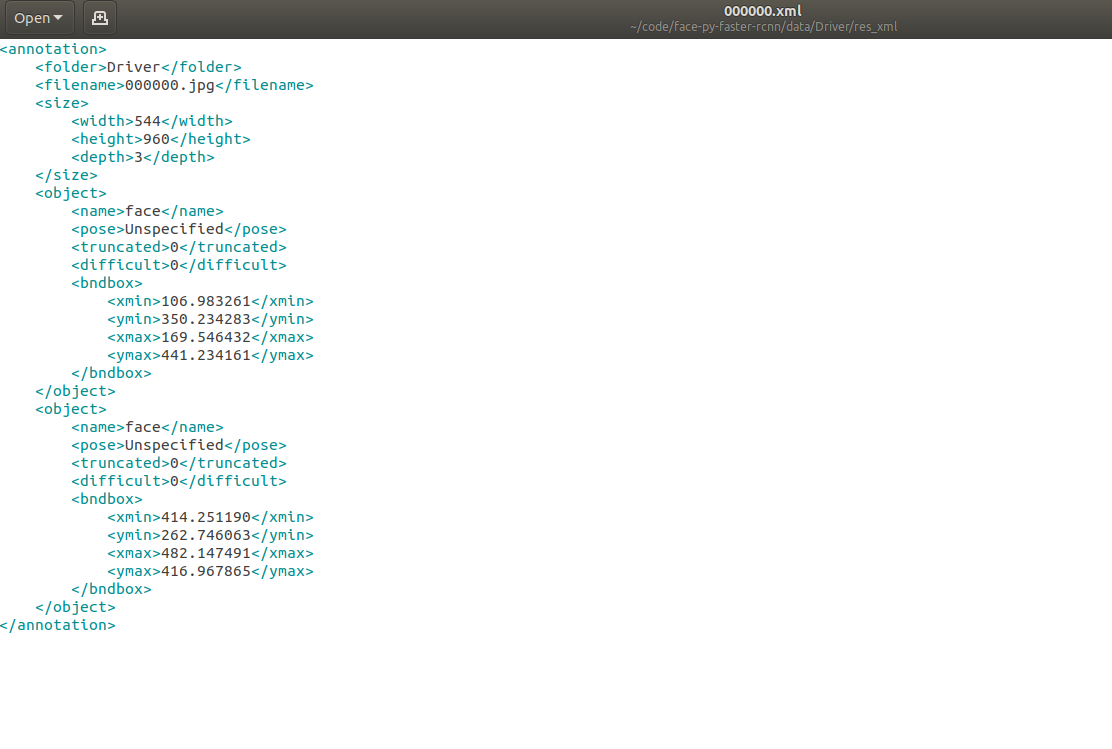 Open
000000.xml
~/code/face-py-faster-rcnn/data/Driver/res_xml
<annotation>
    <folder>Driver</folder>
    <filename>000000.jpg</filename>
    <size>
        <width>544</width>
        <height>960</height>
        <depth>3</depth>
    </size>
    <object>
        <name>face</name>
        <pose>Unspecified</pose>
        <truncated>0</truncated>
        <difficult>0</difficult>
        <bndbox>
            <xmin>106.983261</xmin>
            <ymin>350.234283</ymin>
            <xmax>169.546432</xmax>
            <ymax>441.234161</ymax>
        </bndbox>
    </object>
    <object>
        <name>face</name>
        <pose>Unspecified</pose>
        <truncated>0</truncated>
        <difficult>0</difficult>
        <bndbox>
            <xmin>414.251190</xmin>
            <ymin>262.746063</ymin>
            <xmax>482.147491</xmax>
            <ymax>416.967865</ymax>
        </bndbox>
    </object>
</annotation>